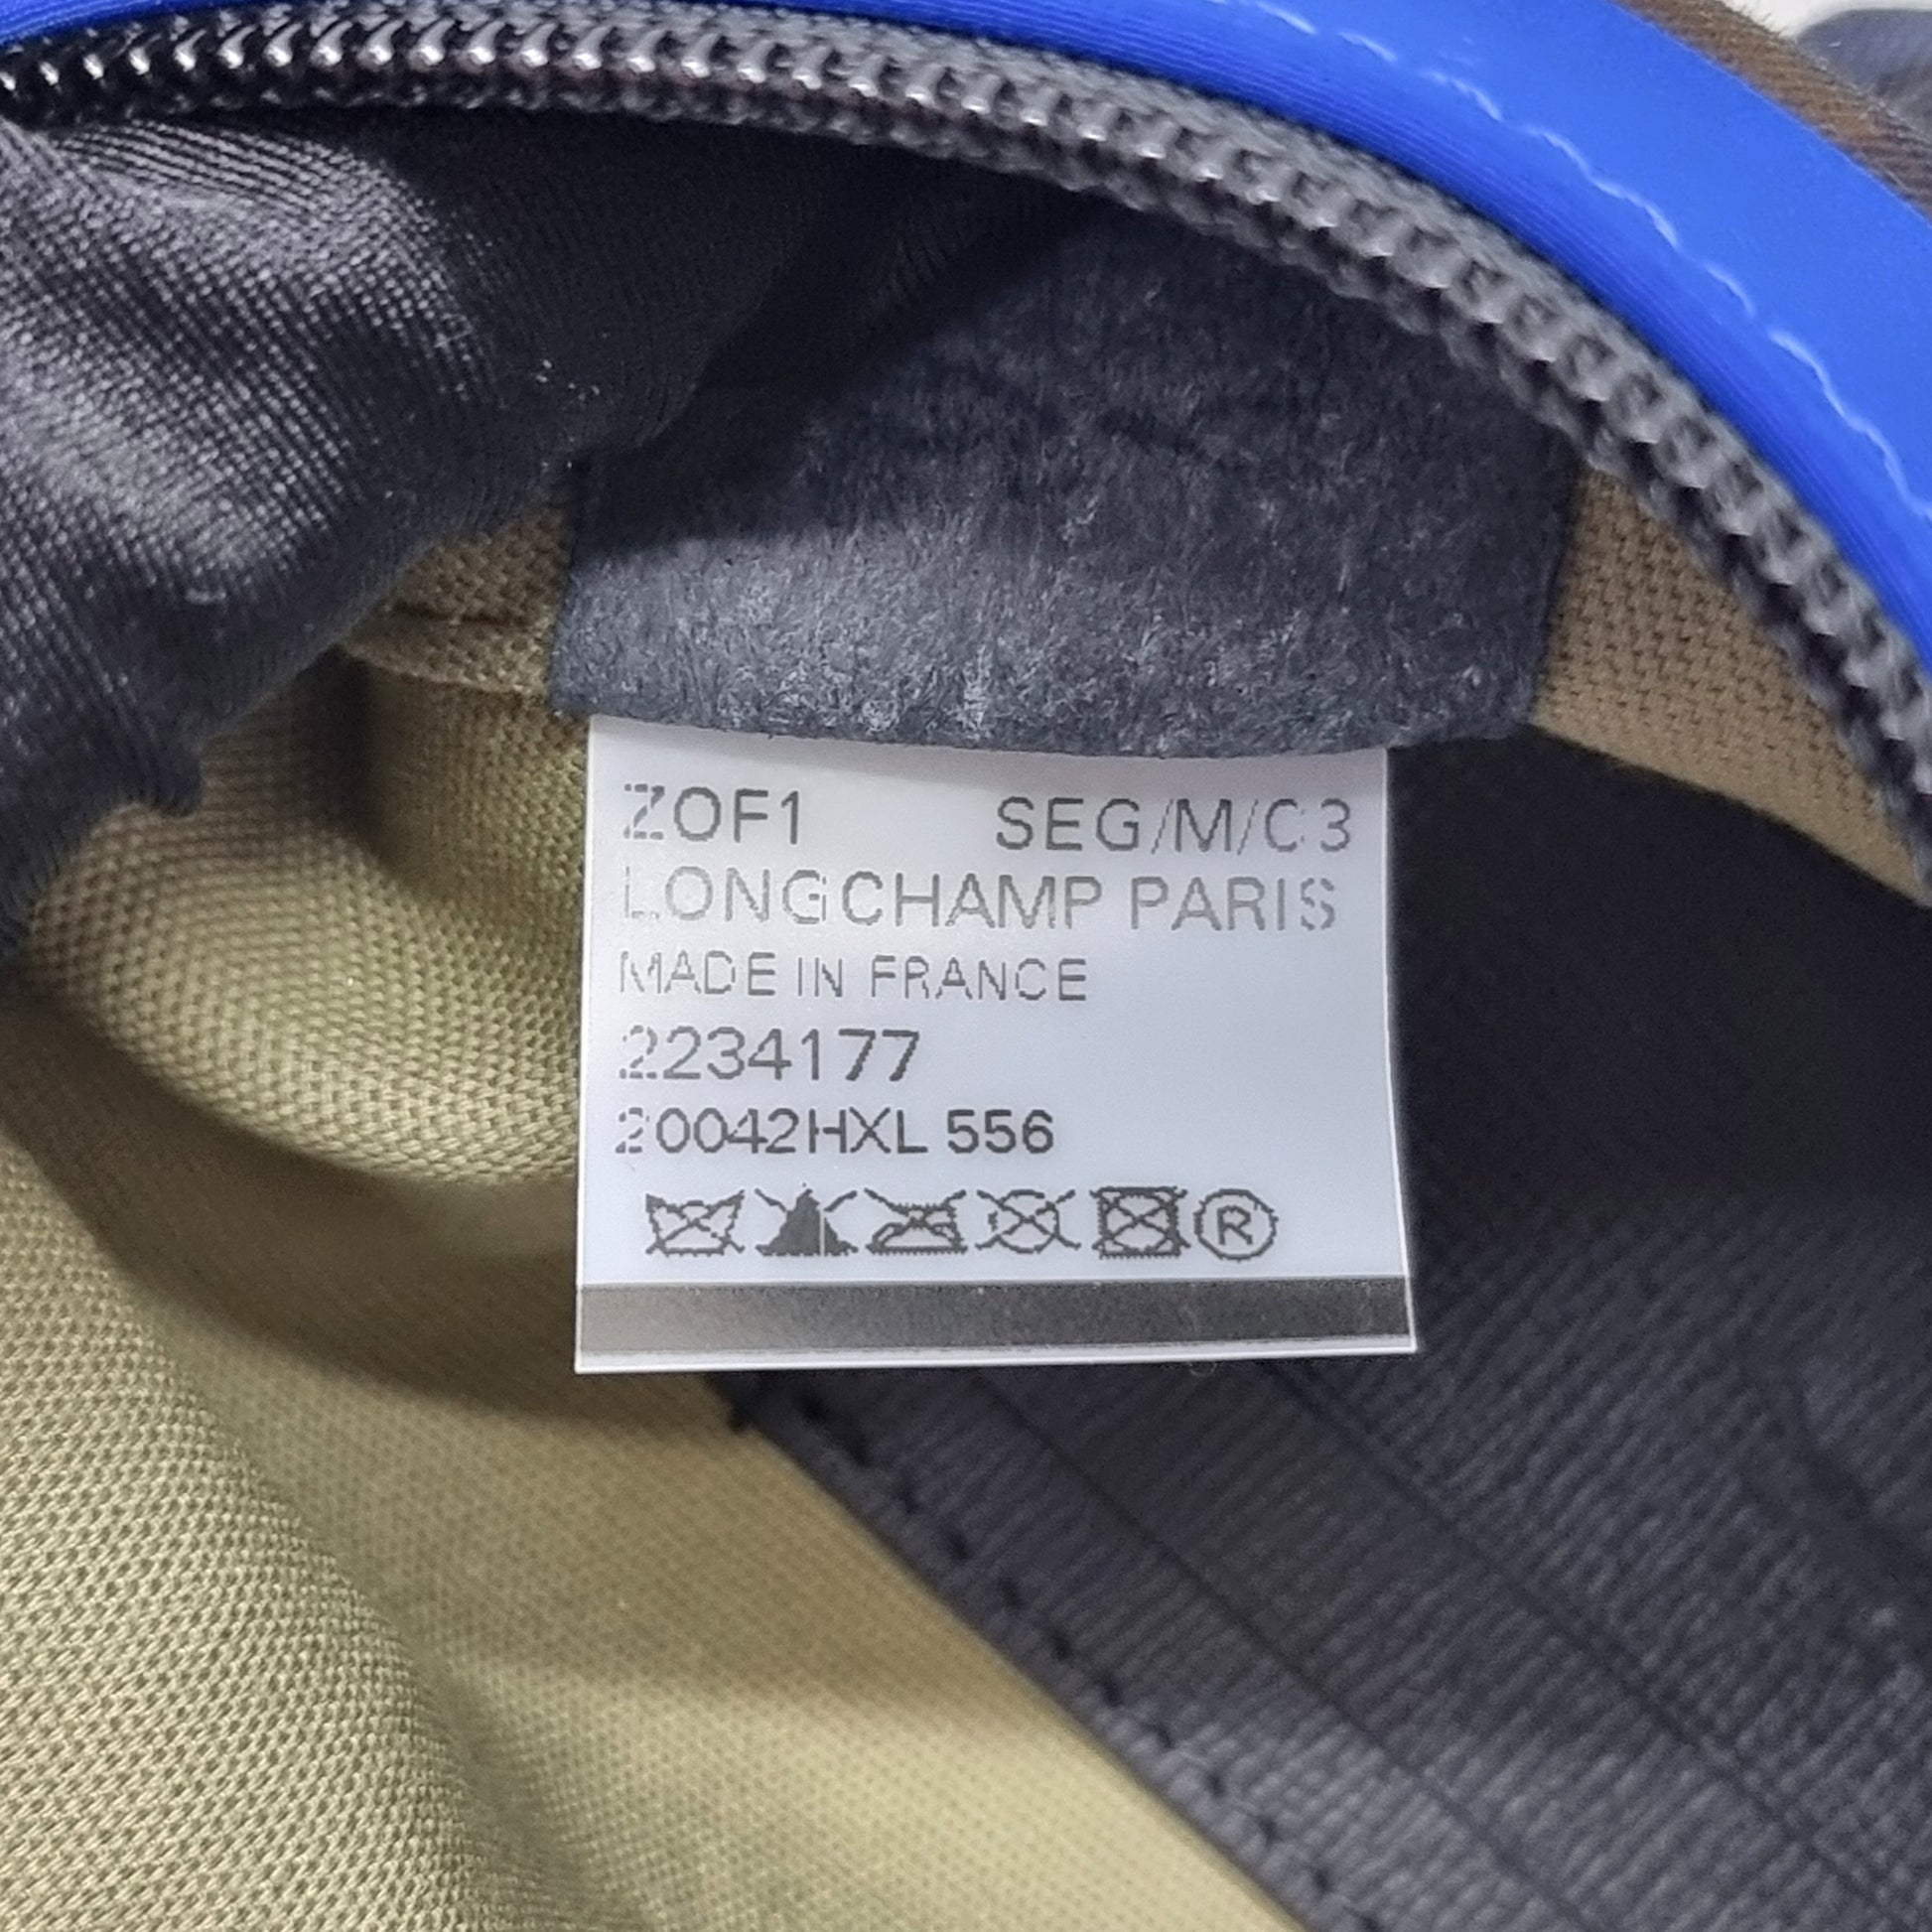 ZOF1 SEG/M/C3
LONGCHAMP PARIS
MADE IN FRANCE
2234177
20042HXL 556
®